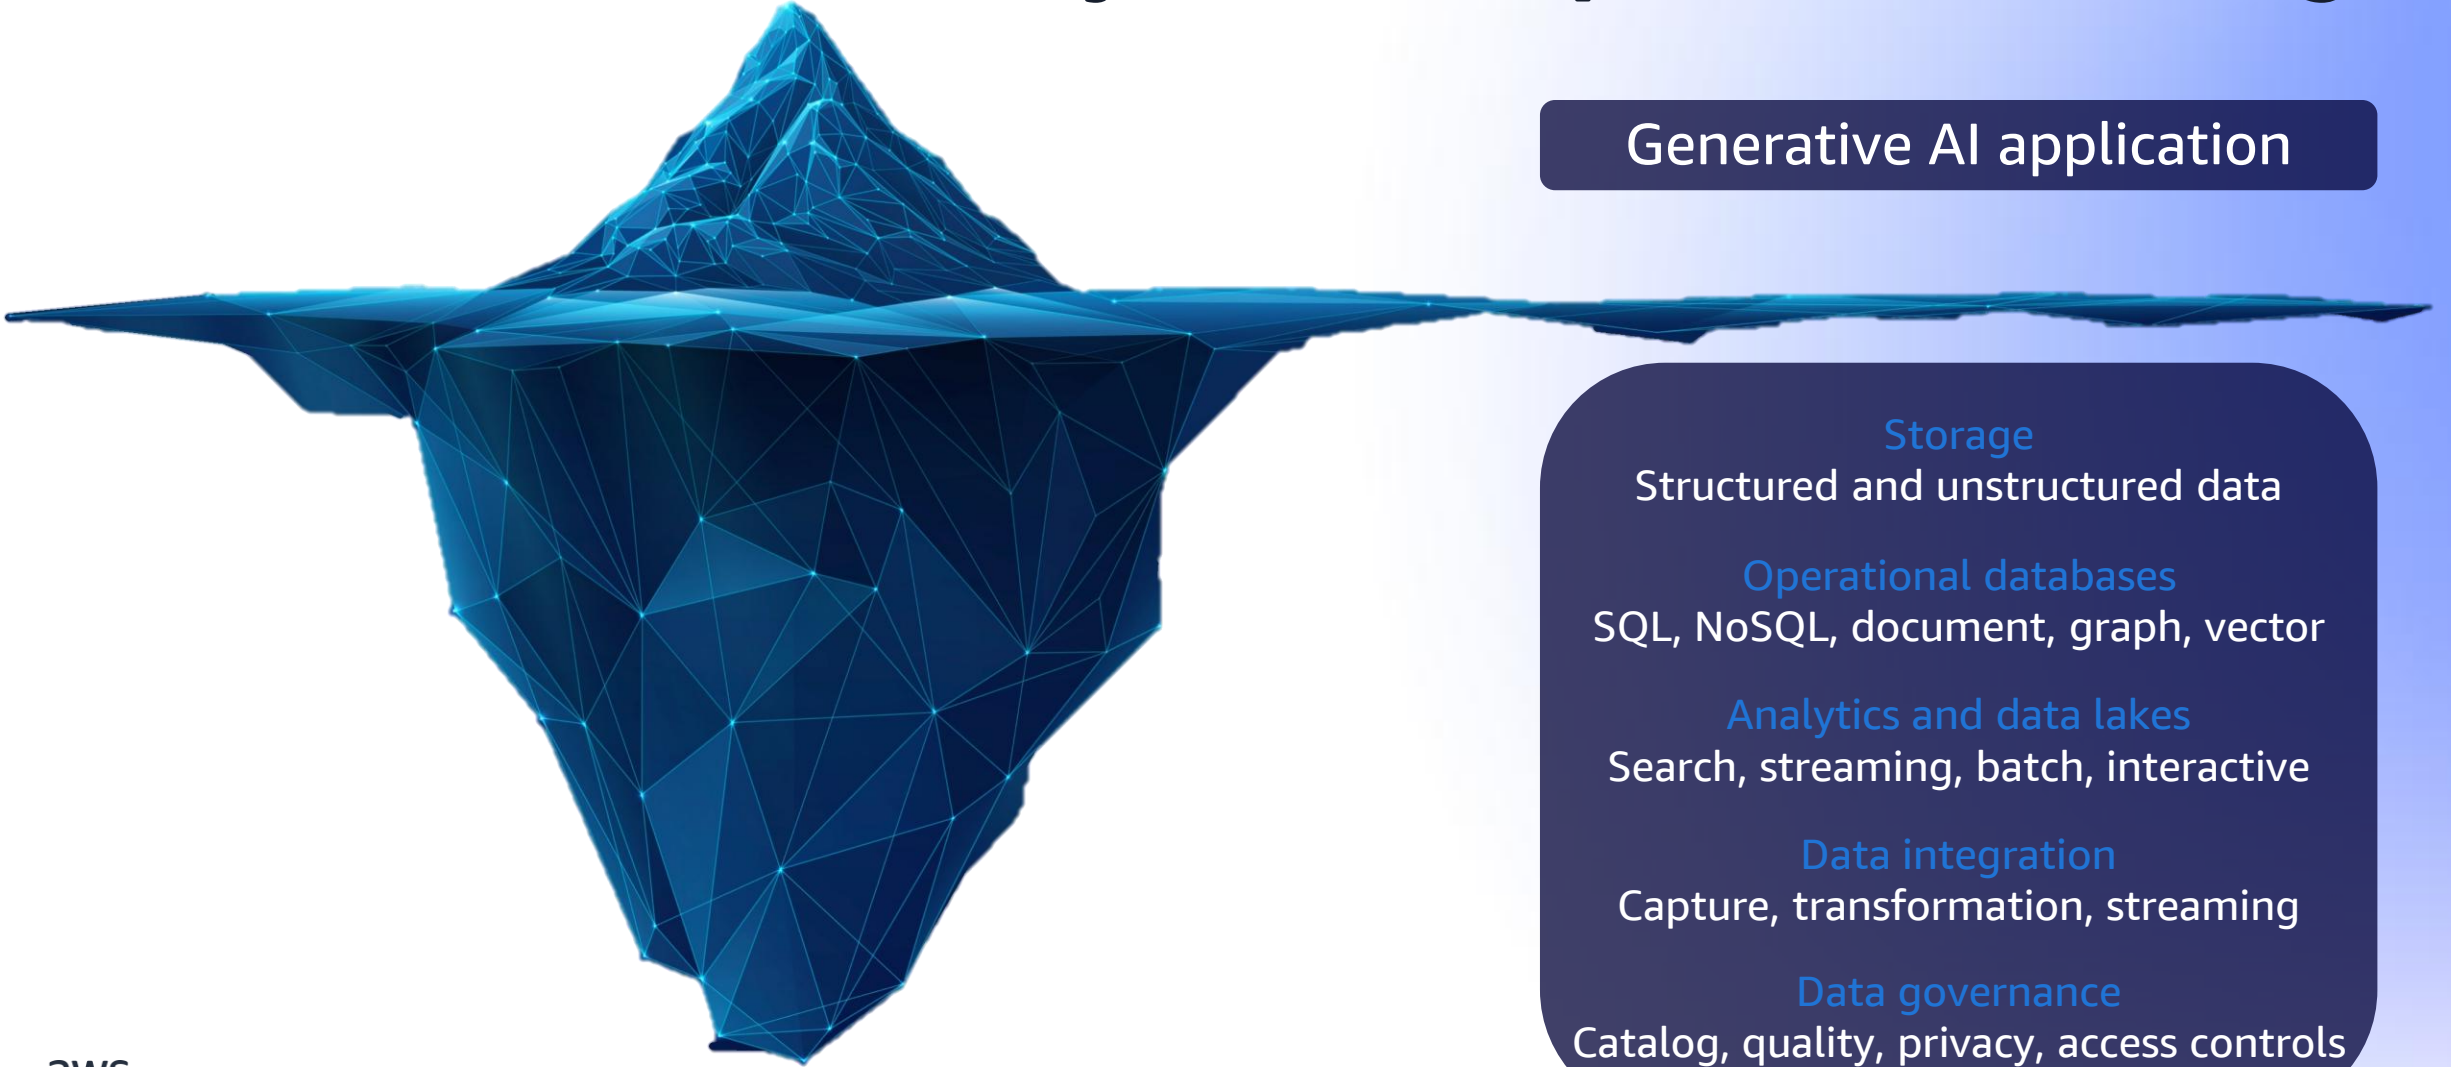 Generative AI application
Storage
Structured and unstructured data
Operational databases
SQL, NoSQL, document, graph, vector
Analytics and data lakes
Search, streaming, batch, interactive
Data integration
Capture, transformation, streaming
Data governance
Catalog, quality, privacy, access controls
aws